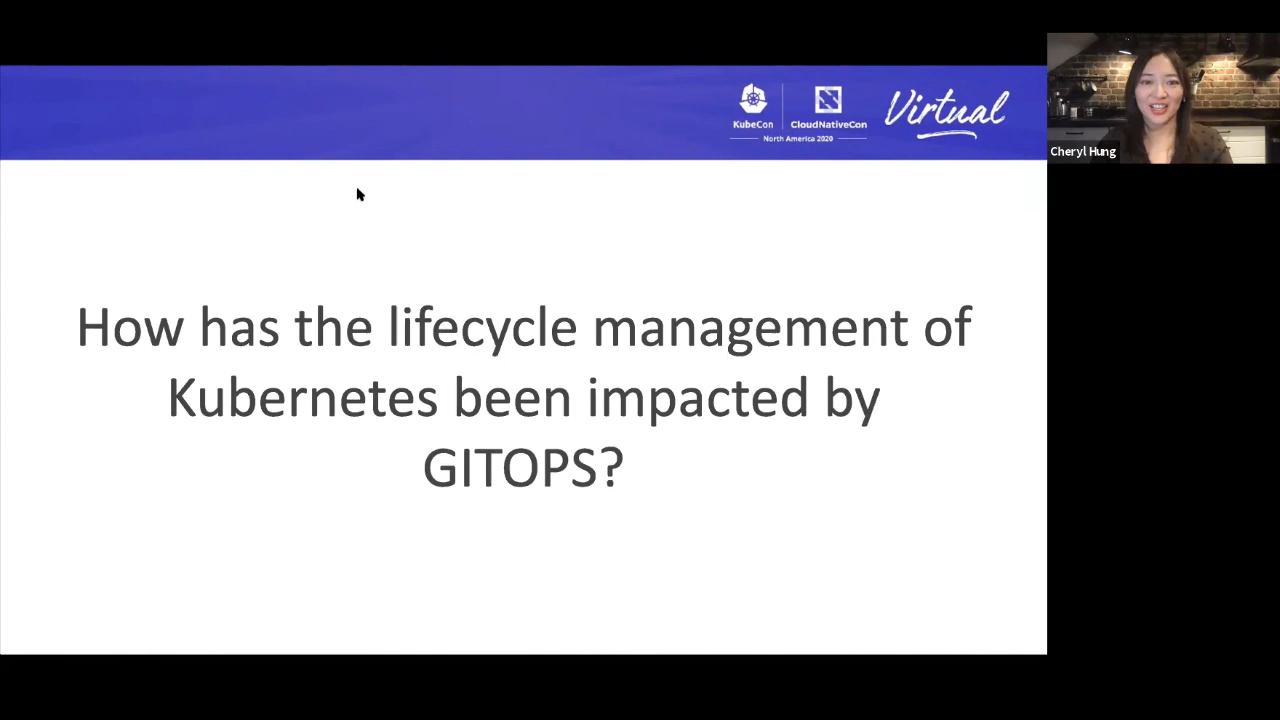 KubeCon
CloudNativeCon
North America 2020
Virtual
Cheryl Hung
How has the lifecycle management of
Kubernetes been impacted by
GITOPS?